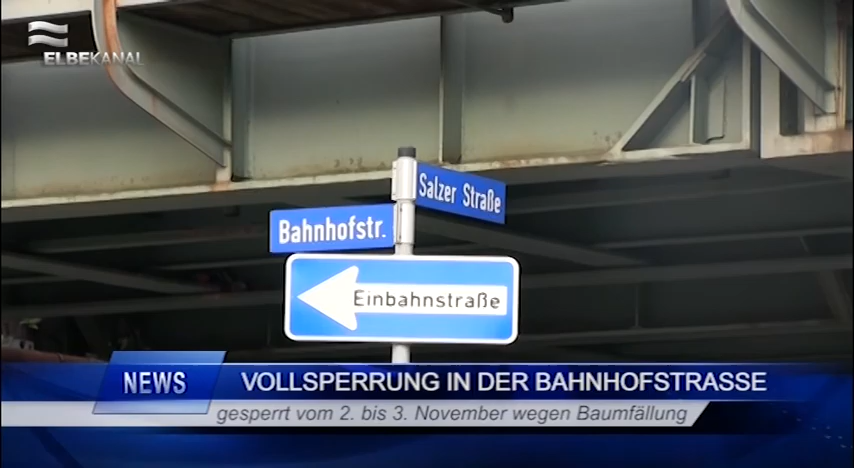 ELBEKANAL
Salzer Straße
Bahnhofstr.
Einbahnstraße
NEWS
VOLLSPERRUNG IN DER BAHNHOFSTRASSE
gesperrt vom 2. bis 3. November wegen Baumfällung